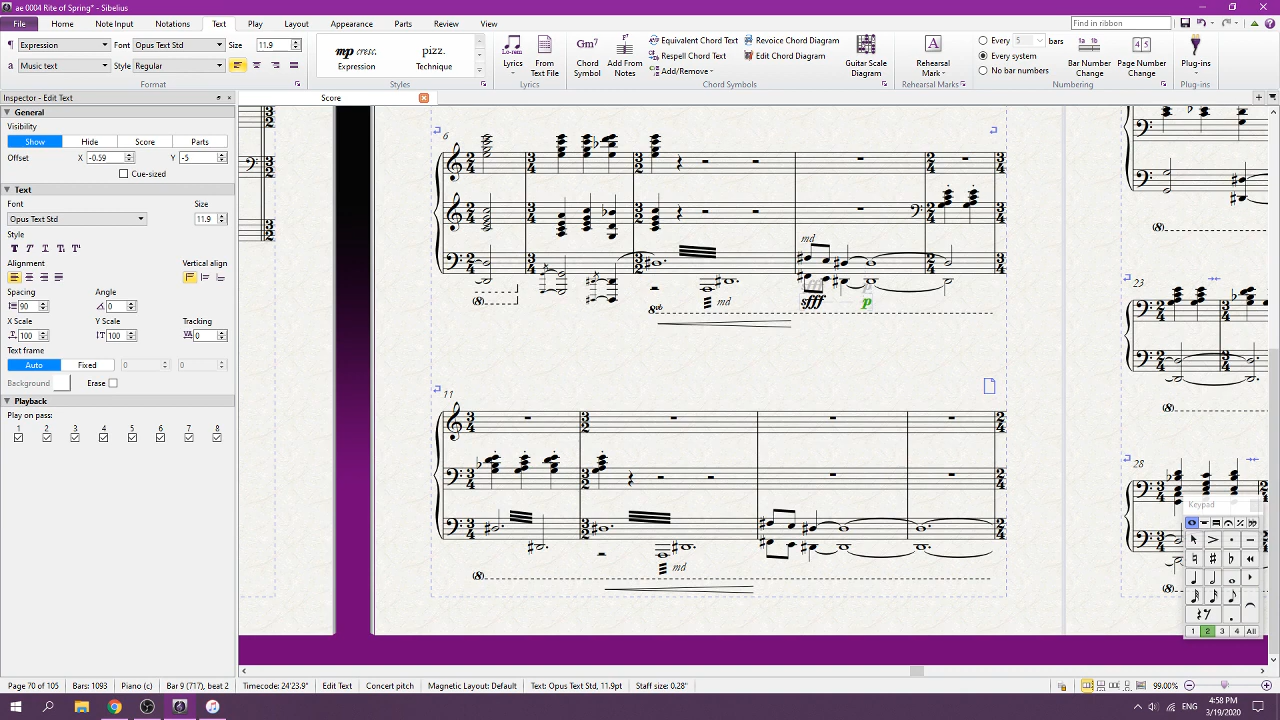 ae 0004 Rite of Spring* - Sibelius
File Home Note Input Notations Text Play Layout Appearance Parts Review View Find in ribbon
Expression Font Opus Text Std Size 11.9
Music text Style Regular
mp cresc. pizz.
Expression Technique
Lyrics From Text File
Chord Symbol Add From Notes
Equivalent Chord Text Revoice Chord Diagram
Respell Chord Text Edit Chord Diagram
Add/Remove
Guitar Scale Diagram
Rehearsal Mark
Every 5 bars
Every system
No bar numbers
Bar Number Change Page Number Change
Plug-ins
Format Styles Lyrics Chord Symbols Rehearsal Marks Numbering Plug-ins
Inspector - Edit Text
Score
General
Visibility
Show Hide Score Parts
Offset X -0.59 Y -5
Cue-sized
Text
Font Size
Opus Text Std 11.9
Style
Alignment Vertical align
Spacing Angle
90 0
X Scale Y Scale Tracking
100 100 0
Text frame
Auto Fixed 0 0
Background Erase
Playback
Play on pass:
1 2 3 4 5 6 7 8
6
md
sfff p
(8) 8vb md
11
(8) md
(8)
23
(8)
28
Keypad
1 2 3 4 All
Page 70 of 105 Bars: 1093 Piano (c) Bar 9 (717), beat 2 Timecode: 24'23.9" Edit Text Concert pitch Magnetic Layout: Default Text: Opus Text Std, 11.9pt Staff size: 0.28" 99.00%
ENG 4:58 PM
3/19/2020